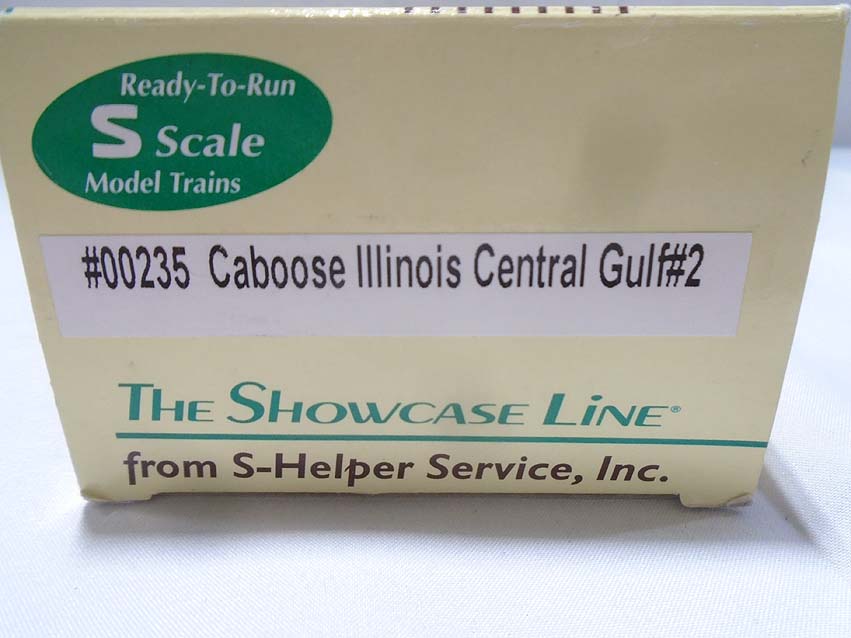 Ready-To-Run
S Scale
Model Trains
#00235 Caboose Illinois Central Gulf#2
THE SHOWCASE LINE®
from S-Helper Service, Inc.